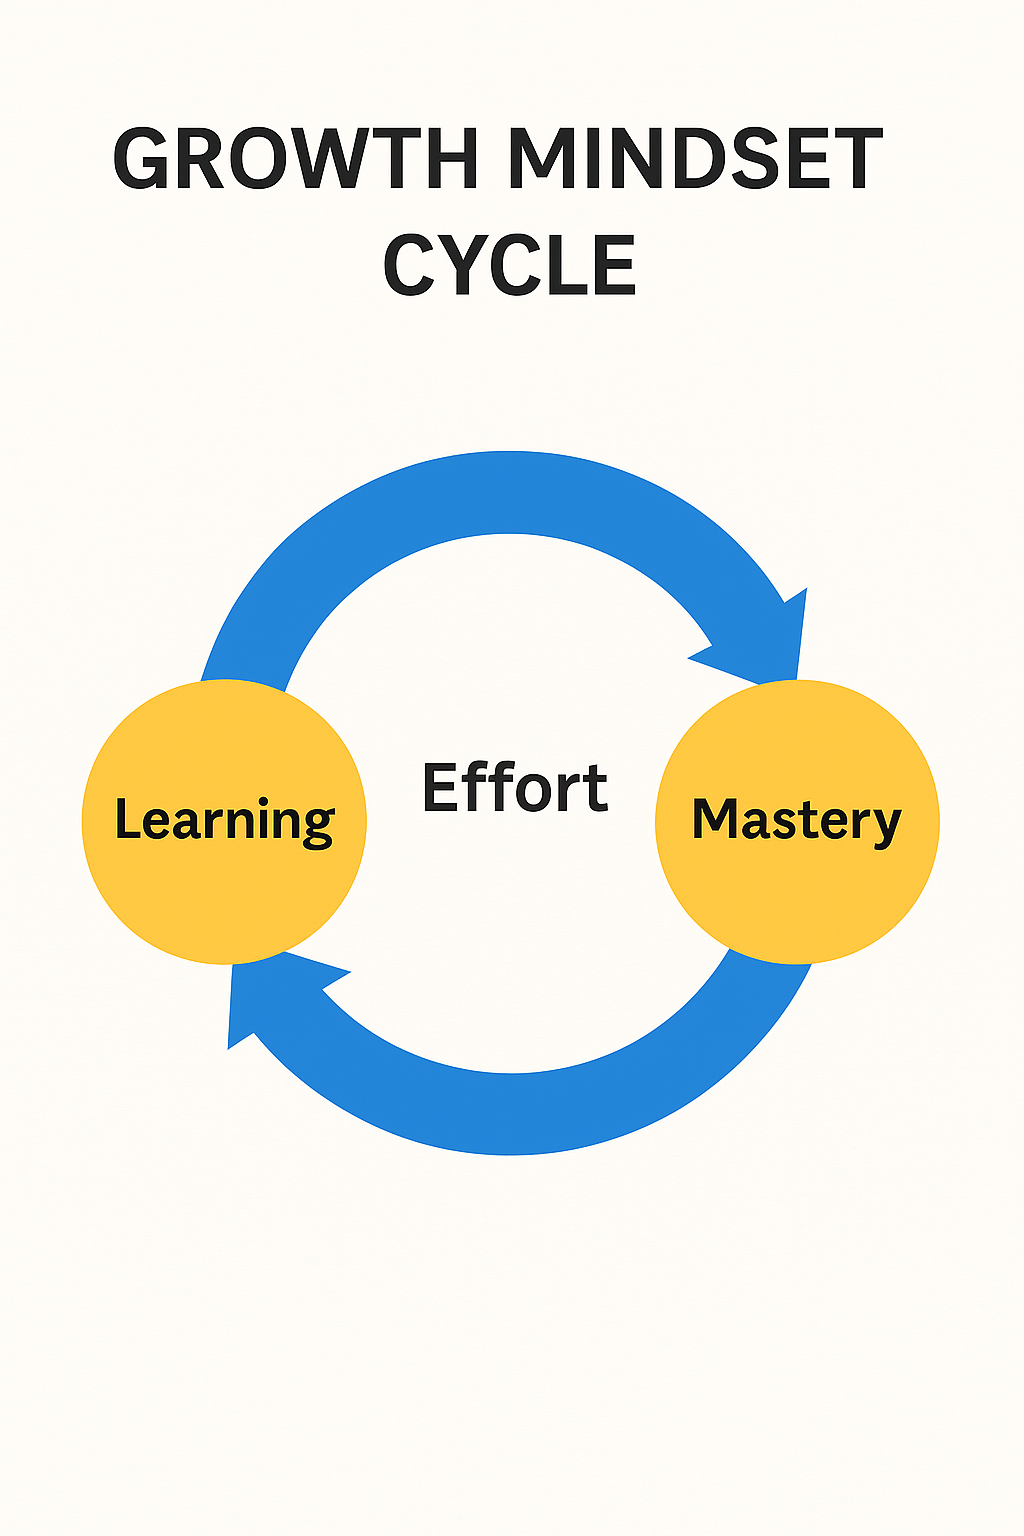 GROWTH MINDSET
CYCLE
Effort
Learning
Mastery